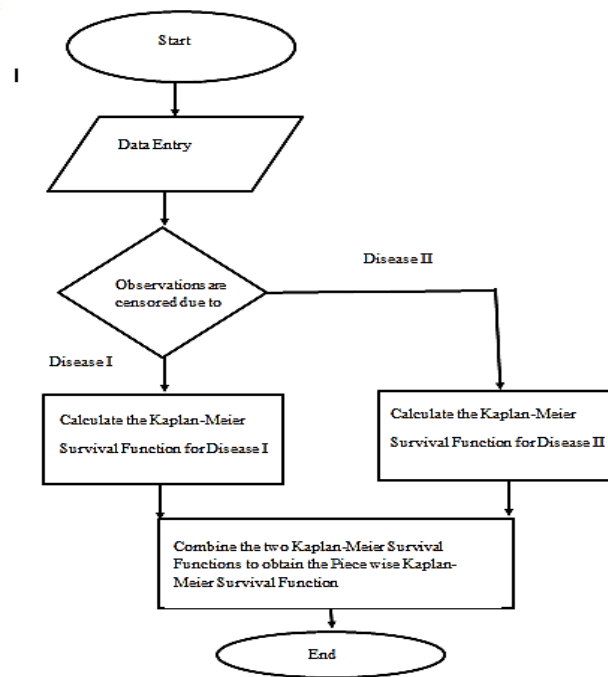 Start
I
Data Entry
Disease II
Observations are
censored due to
Disease I
Calculate the Kaplan-Meier
Survival Function for Disease I
Calculate the Kaplan-Meier
Survival Function for Disease II
Combine the two Kaplan-Meier Survival
Functions to obtain the Piece wise Kaplan-
Meier Survival Function
End